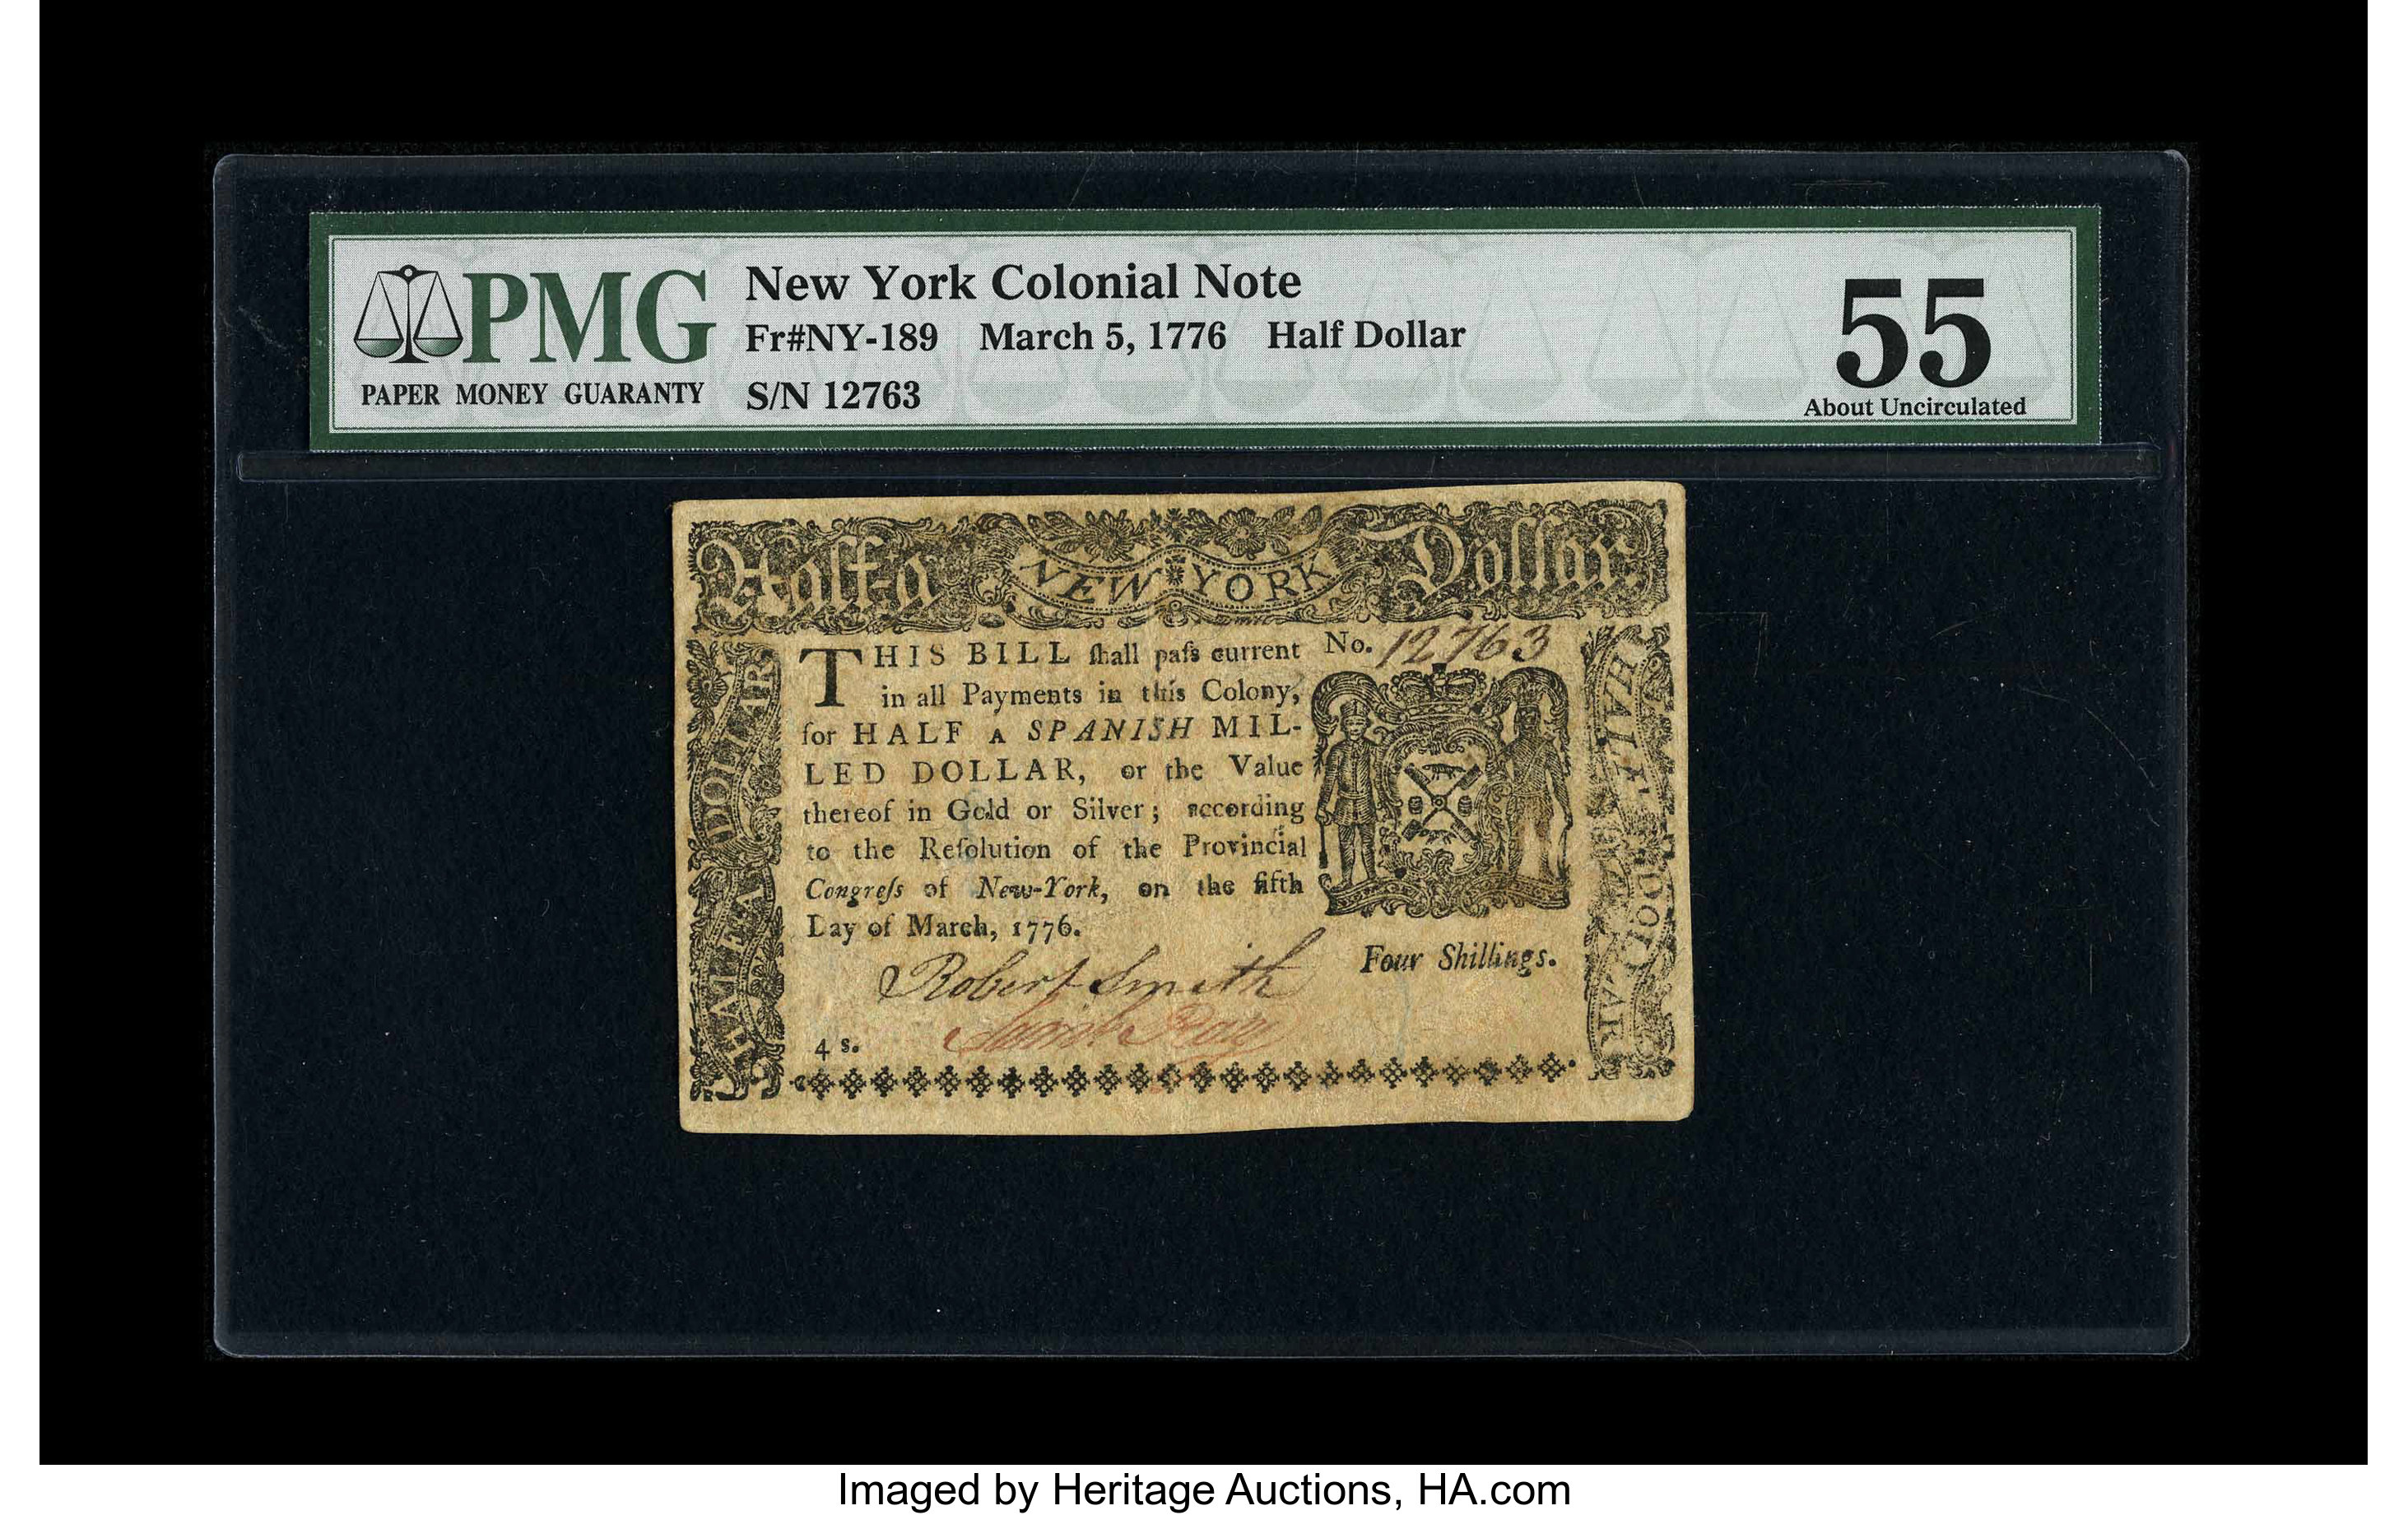 PMG
PAPER MONEY GUARANTY
New York Colonial Note
Fr#NY-189 March 5, 1776 Half Dollar
S/N 12763
55
About Uncirculated
Half a
NEW YORK
Dollar
HALF A DOLLAR
THIS BILL ſhall paſs current
in all Payments in this Colony,
for HALF A SPANISH MIL-
LED DOLLAR, or the Value
thereof in Gold or Silver; according
to the Reſolution of the Provincial
Congreſs of New-York, on the fifth
Day of March, 1776.
No. 12763
Four Shillings.
Robert Smith
4 s.
HALF A DOLLAR
Imaged by Heritage Auctions, HA.com